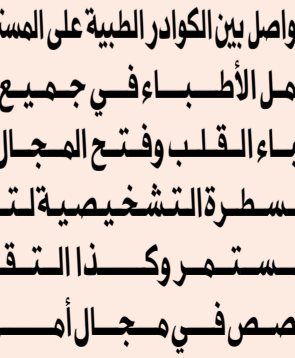 واصل بين الكوادر الطبية على المست
مل الأطباء في جميع
باء القلب وفتح المجال
سطرة التشخيصية لت
ستمر وكذا التق
صص في مجال أم